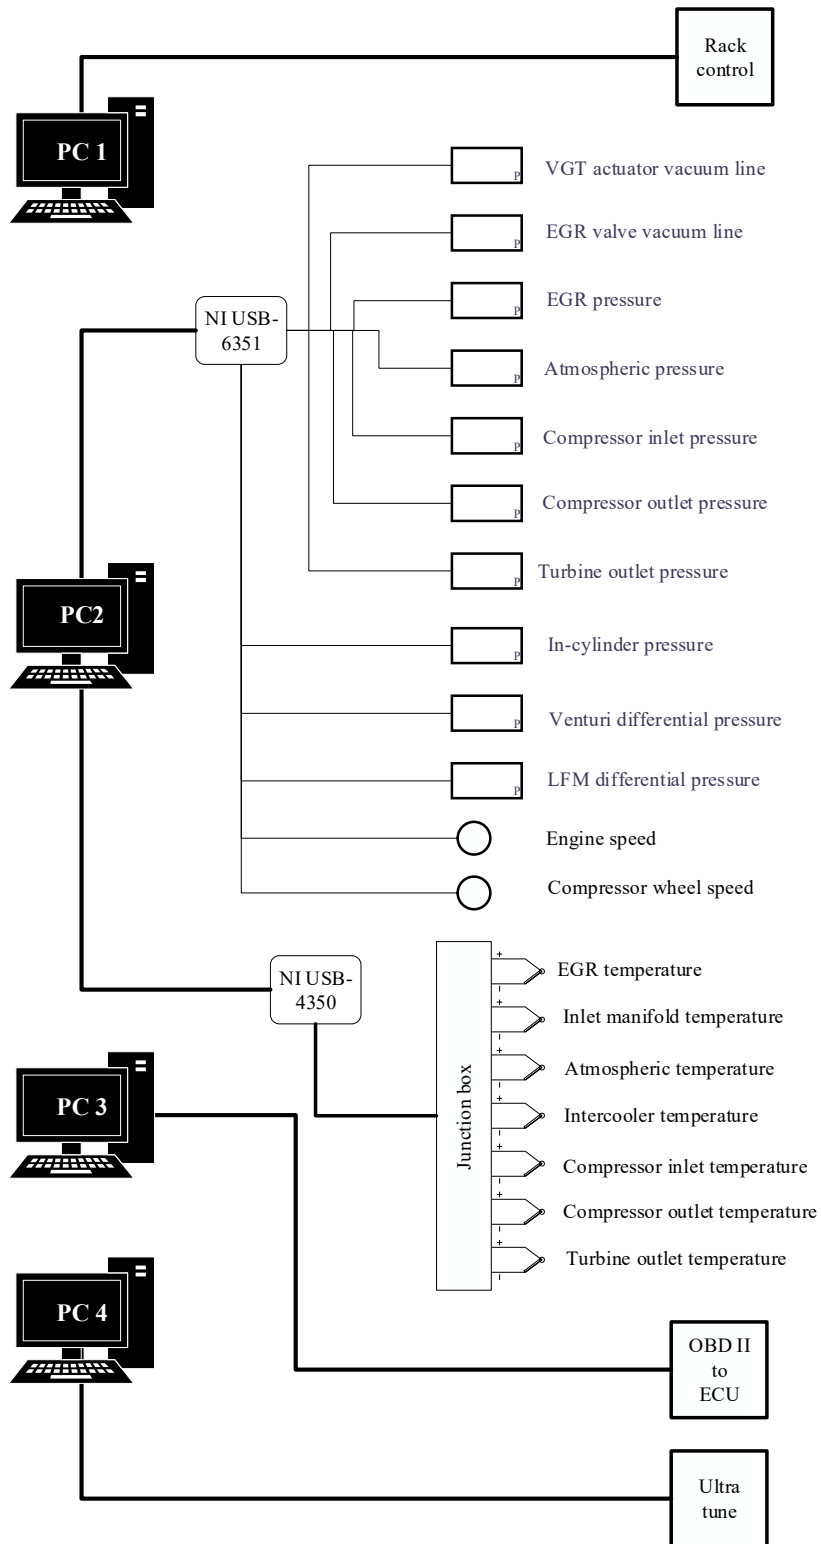 Rack
control
PC 1
VGT actuator vacuum line
P
EGR valve vacuum line
P
EGR pressure
P
NI USB-
6351
Atmospheric pressure
P
Compressor inlet pressure
P
Compressor outlet pressure
P
Turbine outlet pressure
P
PC2
In-cylinder pressure
P
Venturi differential pressure
P
LFM differential pressure
P
Engine speed
Compressor wheel speed
NI USB-
4350
Junction box
+
EGR temperature
-
+
Inlet manifold temperature
-
+
Atmospheric temperature
-
+
Intercooler temperature
-
+
Compressor inlet temperature
-
+
Compressor outlet temperature
-
+
Turbine outlet temperature
-
PC 3
PC 4
OBD II
to
ECU
Ultra
tune